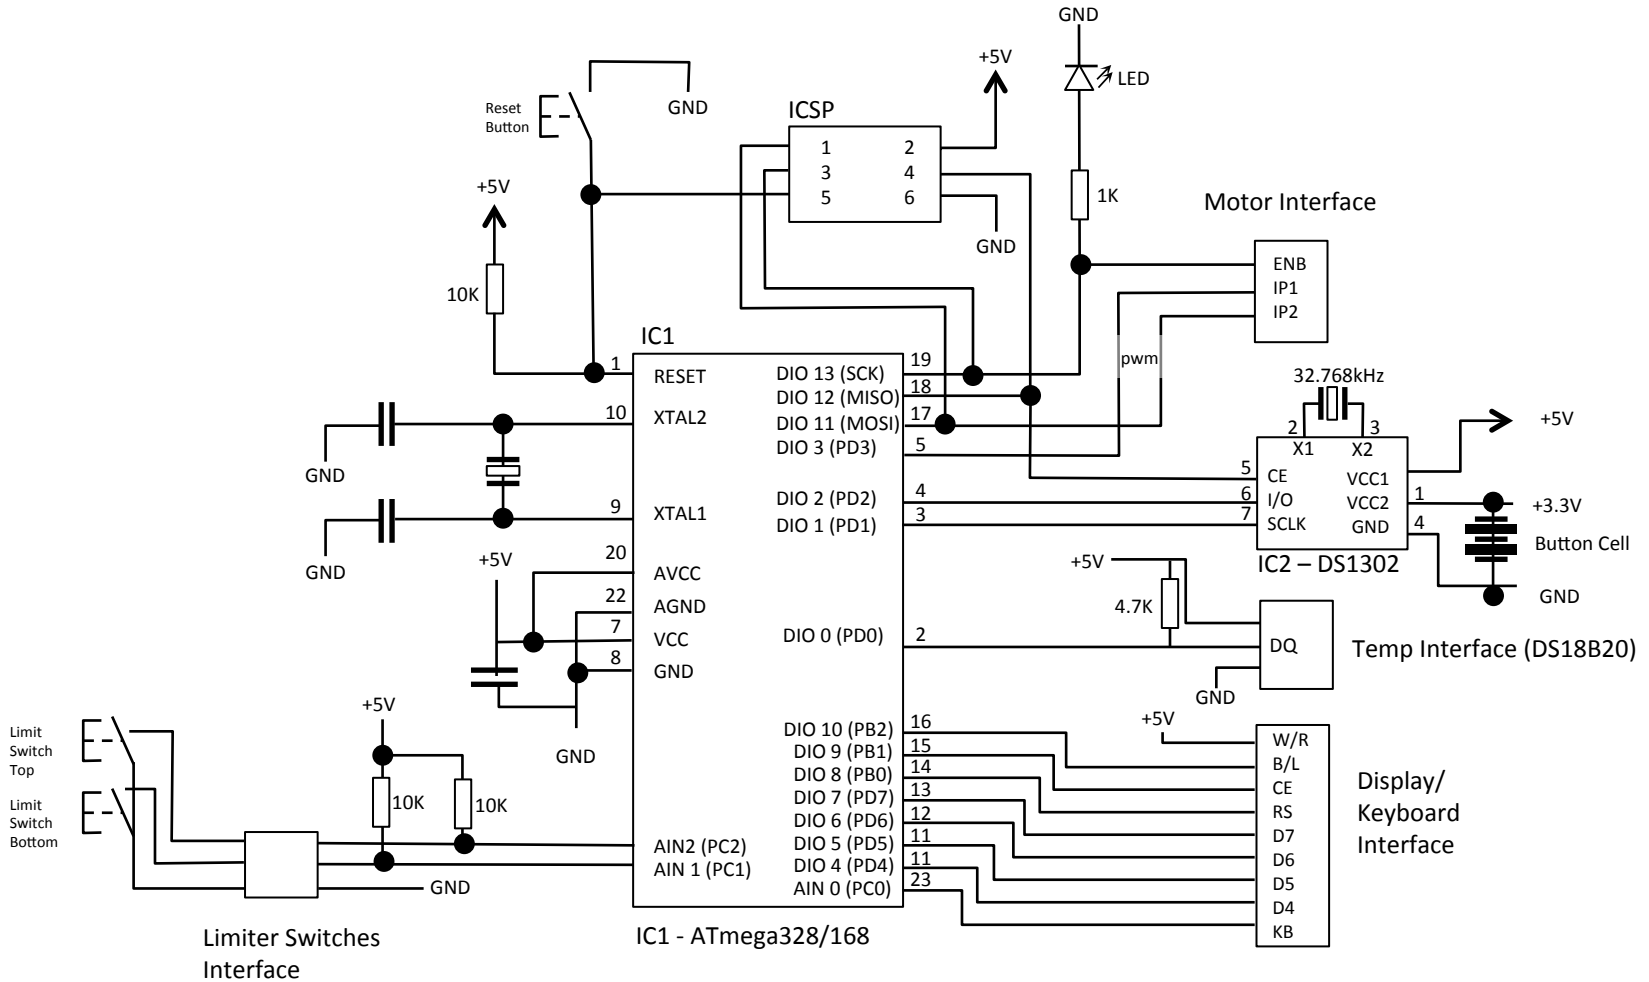 GND
+5V
LED
Reset
Button
GND
ICSP
1 2
3 4
5 6
+5V
1K
Motor Interface
GND
ENB
IP1
IP2
10K
pwm
IC1
1 RESET
10 XTAL2
9 XTAL1
20 AVCC
22 AGND
7 VCC
8 GND
AIN2 (PC2)
AIN 1 (PC1)
DIO 13 (SCK) 19
DIO 12 (MISO) 18
DIO 11 (MOSI) 17
DIO 3 (PD3) 5
DIO 2 (PD2) 4
DIO 1 (PD1) 3
DIO 0 (PD0) 2
DIO 10 (PB2) 16
DIO 9 (PB1) 15
DIO 8 (PB0) 14
DIO 7 (PD7) 13
DIO 6 (PD6) 12
DIO 5 (PD5) 11
DIO 4 (PD4) 11
AIN 0 (PC0) 23
IC1 - ATmega328/168
GND
GND
+5V
GND
32.768kHz
2 3
X1 X2
5 CE
6 I/O
7 SCLK
VCC1
VCC2 1
GND 4
IC2 – DS1302
+5V
+3.3V
Button Cell
GND
+5V
4.7K
DQ
GND
Temp Interface (DS18B20)
+5V
W/R
B/L
CE
RS
D7
D6
D5
D4
KB
Display/
Keyboard
Interface
Limit
Switch
Top
Limit
Switch
Bottom
+5V
10K
10K
GND
Limiter Switches
Interface